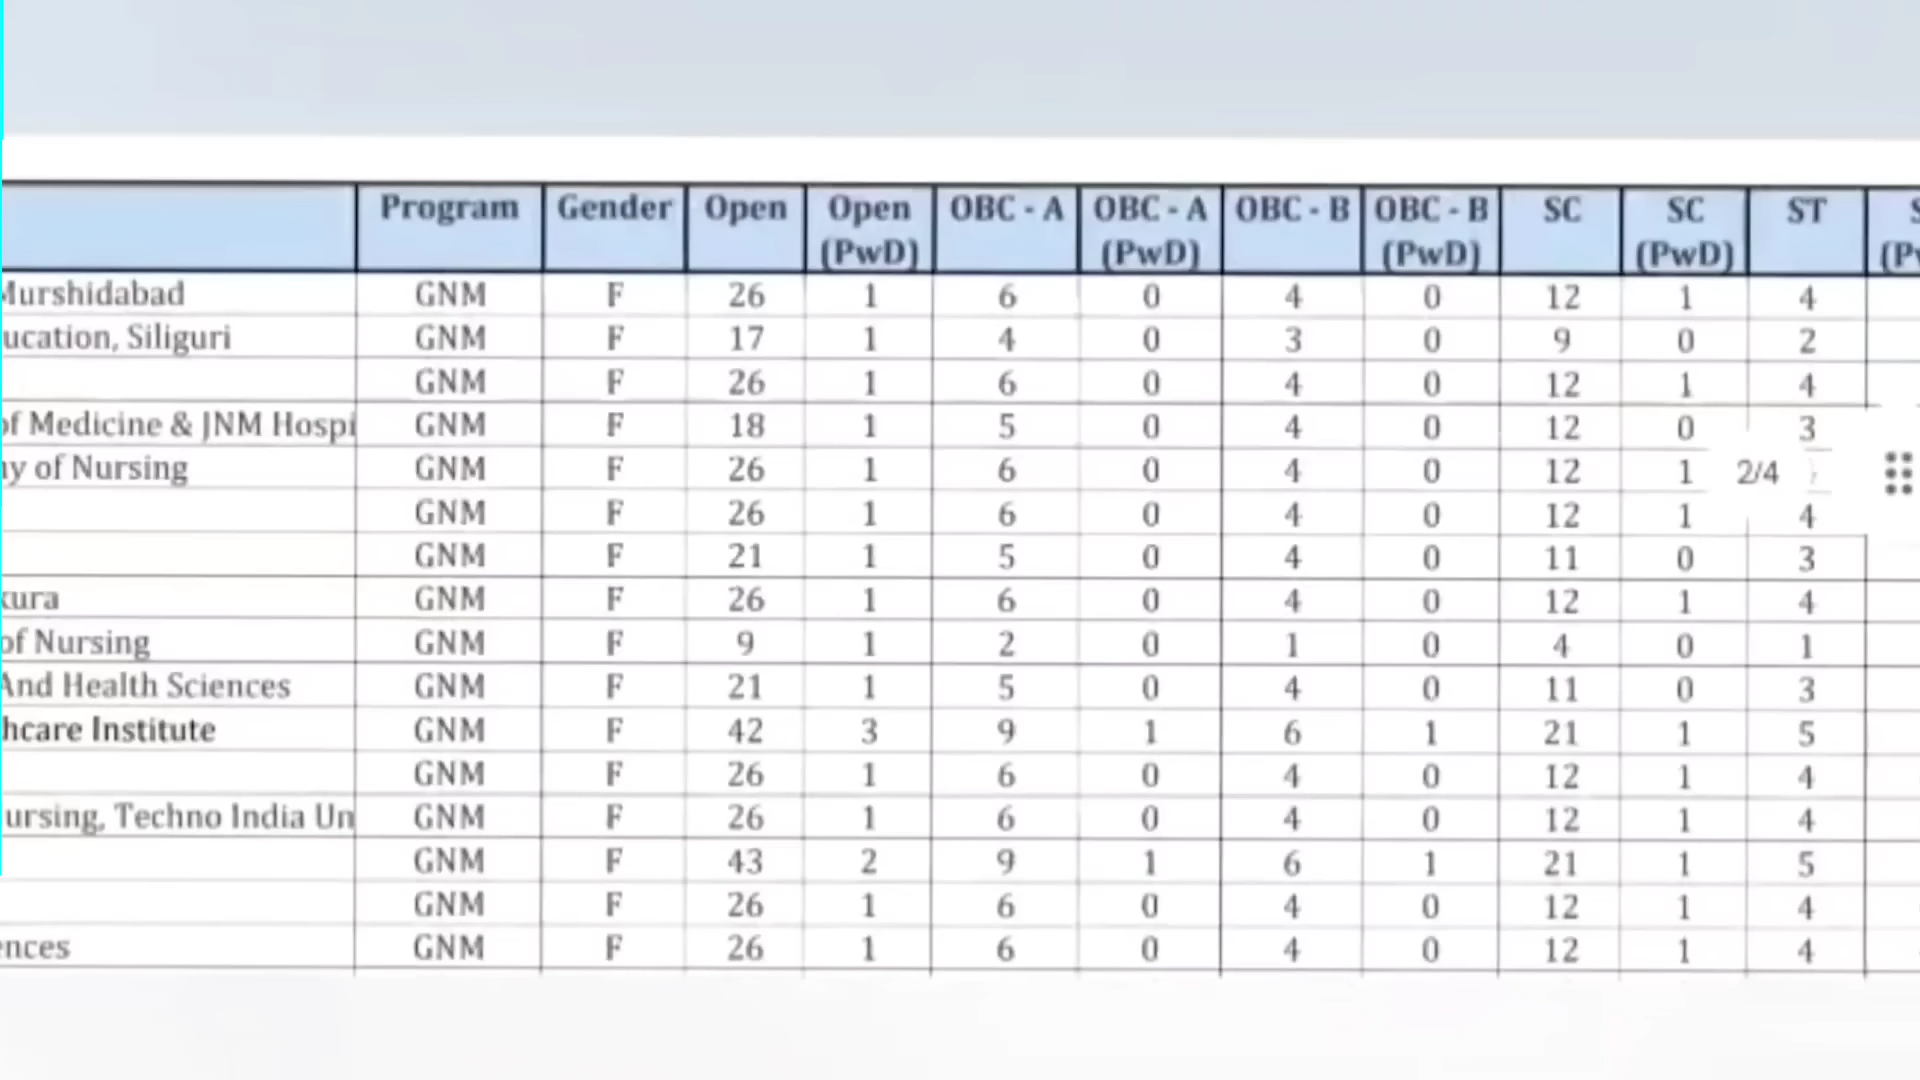 Program Gender Open Open (PwD) OBC - A OBC - A (PwD) OBC - B OBC - B (PwD) SC SC (PwD) ST
Murshidabad GNM F 26 1 6 0 4 0 12 1 4
ucation, Siliguri GNM F 17 1 4 0 3 0 9 0 2
GNM F 26 1 6 0 4 0 12 1 4
of Medicine & JNM Hospi GNM F 18 1 5 0 4 0 12 0 3
ny of Nursing GNM F 26 1 6 0 4 0 12 1 2/4
GNM F 26 1 6 0 4 0 12 1 4
GNM F 21 1 5 0 4 0 11 0 3
kura GNM F 26 1 6 0 4 0 12 1 4
of Nursing GNM F 9 1 2 0 1 0 4 0 1
And Health Sciences GNM F 21 1 5 0 4 0 11 0 3
hcare Institute GNM F 42 3 9 1 6 1 21 1 5
GNM F 26 1 6 0 4 0 12 1 4
ursing, Techno India Un GNM F 26 1 6 0 4 0 12 1 4
GNM F 43 2 9 1 6 1 21 1 5
GNM F 26 1 6 0 4 0 12 1 4
ences GNM F 26 1 6 0 4 0 12 1 4